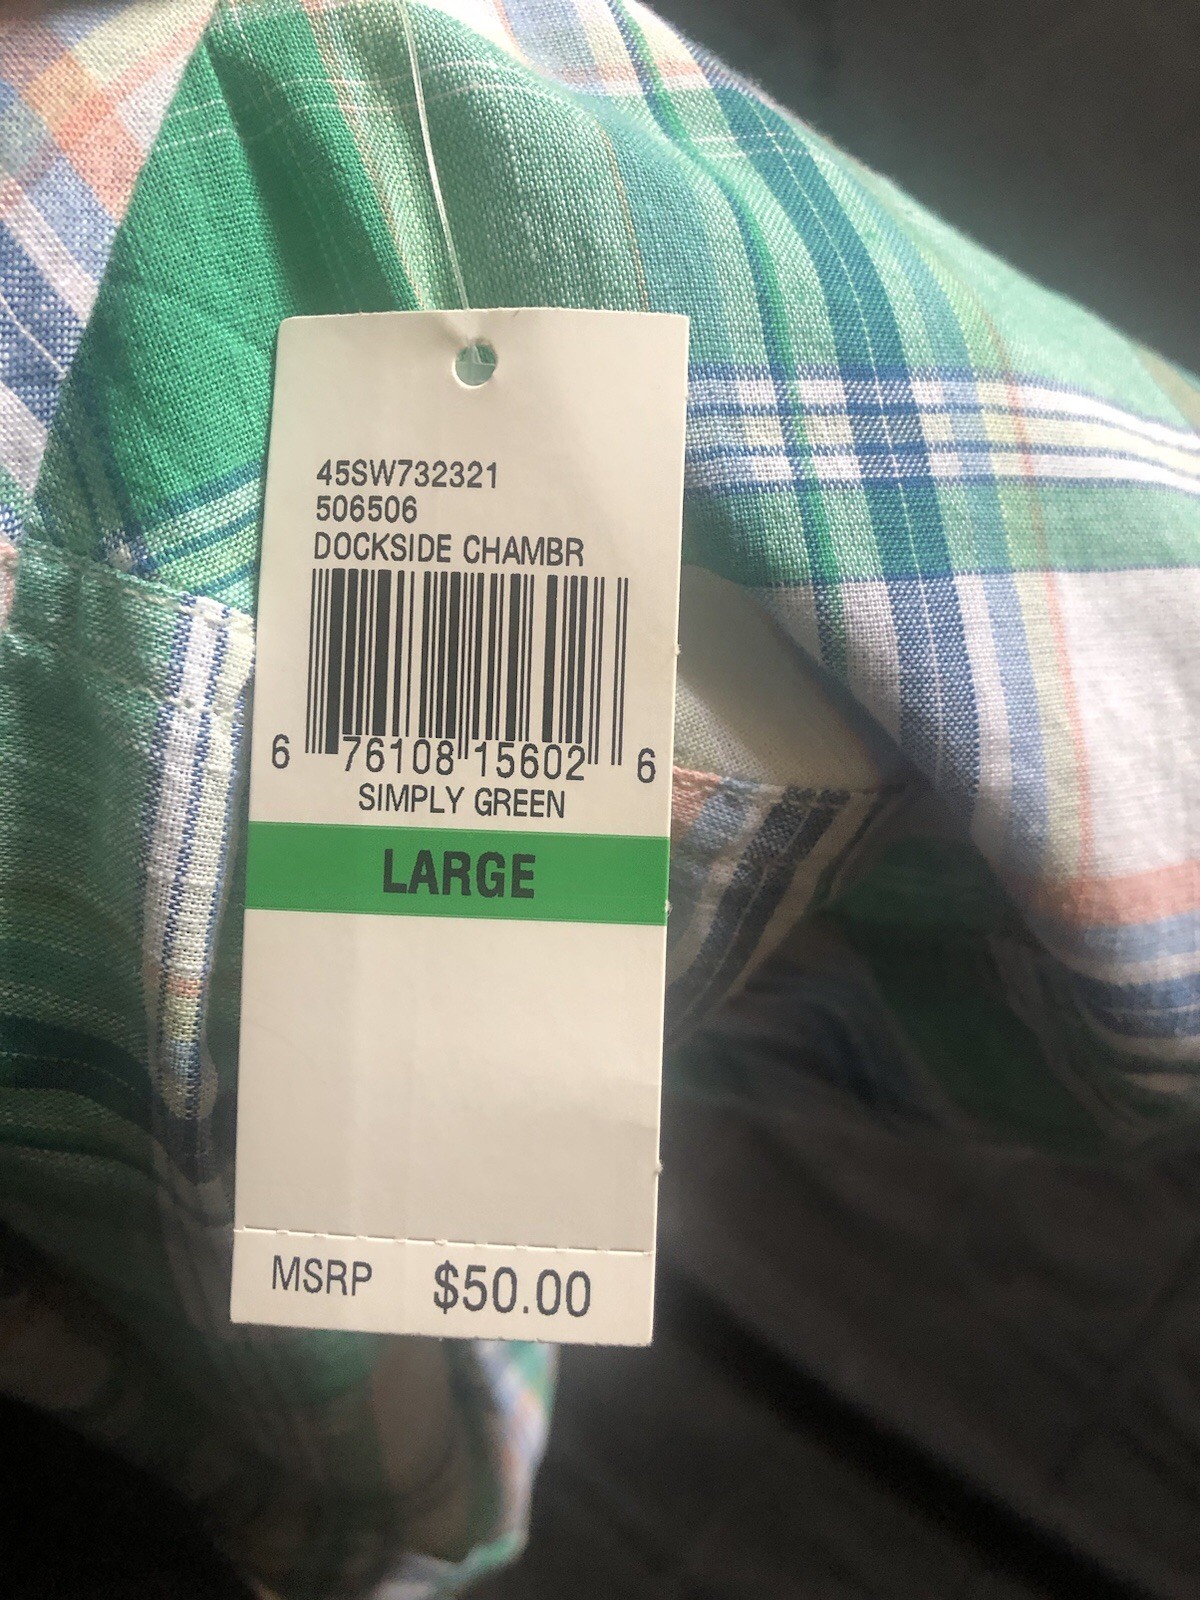 45SW732321
506506
DOCKSIDE CHAMBR
6 76108 15602 6
SIMPLY GREEN
LARGE
MSRP $50.00